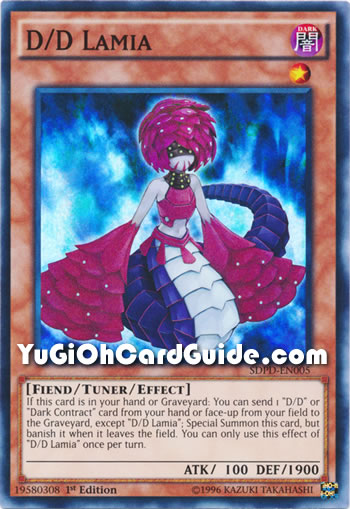 D/D Lamia
DARK
闇
YuGiOhCardGuide.com
SDPD-EN005
[Fiend/Tuner/Effect]
If this card is in your hand or Graveyard: You can send 1 "D/D" or
"Dark Contract" card from your hand or face-up from your field to
the Graveyard, except "D/D Lamia"; Special Summon this card, but
banish it when it leaves the field. You can only use this effect of
"D/D Lamia" once per turn.
ATK/ 100 DEF/1900
19580308 1st Edition ©1996 KAZUKI TAKAHASHI